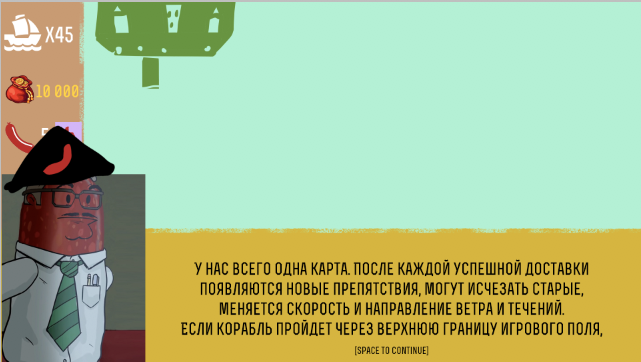 X45
10 000
У НАС ВСЕГО ОДНА КАРТА. ПОСЛЕ КАЖДОЙ УСПЕШНОЙ ДОСТАВКИ
ПОЯВЛЯЮТСЯ НОВЫЕ ПРЕПЯТСТВИЯ, МОГУТ ИСЧЕЗАТЬ СТАРЫЕ,
МЕНЯЕТСЯ СКОРОСТЬ И НАПРАВЛЕНИЕ ВЕТРА И ТЕЧЕНИЙ.
ЕСЛИ КОРАБЛЬ ПРОЙДЕТ ЧЕРЕЗ ВЕРХНЮЮ ГРАНИЦУ ИГРОВОГО ПОЛЯ,
[SPACE TO CONTINUE]